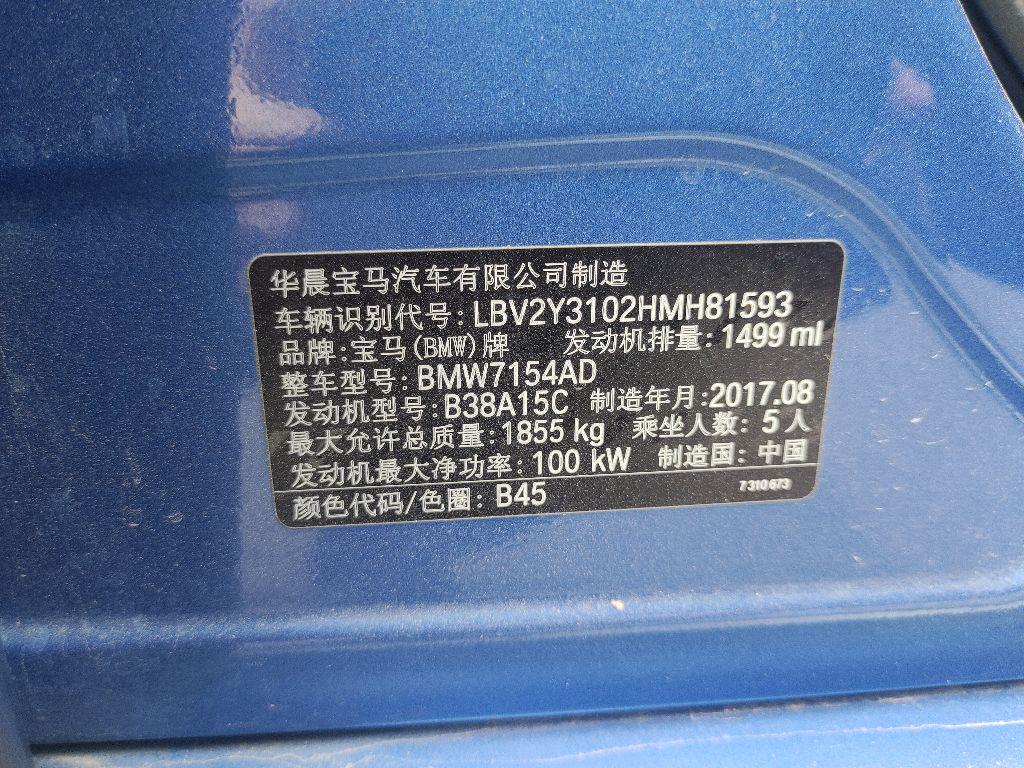 华晨宝马汽车有限公司制造
车辆识别代号: LBV2Y3102HMH81593
品牌: 宝马(BMW)牌 发动机排量: 1499 ml
整车型号: BMW7154AD
发动机型号: B38A15C 制造年月: 2017.08
最大允许总质量: 1855 kg 乘坐人数: 5 人
发动机最大净功率: 100 kW 制造国: 中国
颜色代码/色圈: B45 7 310 673